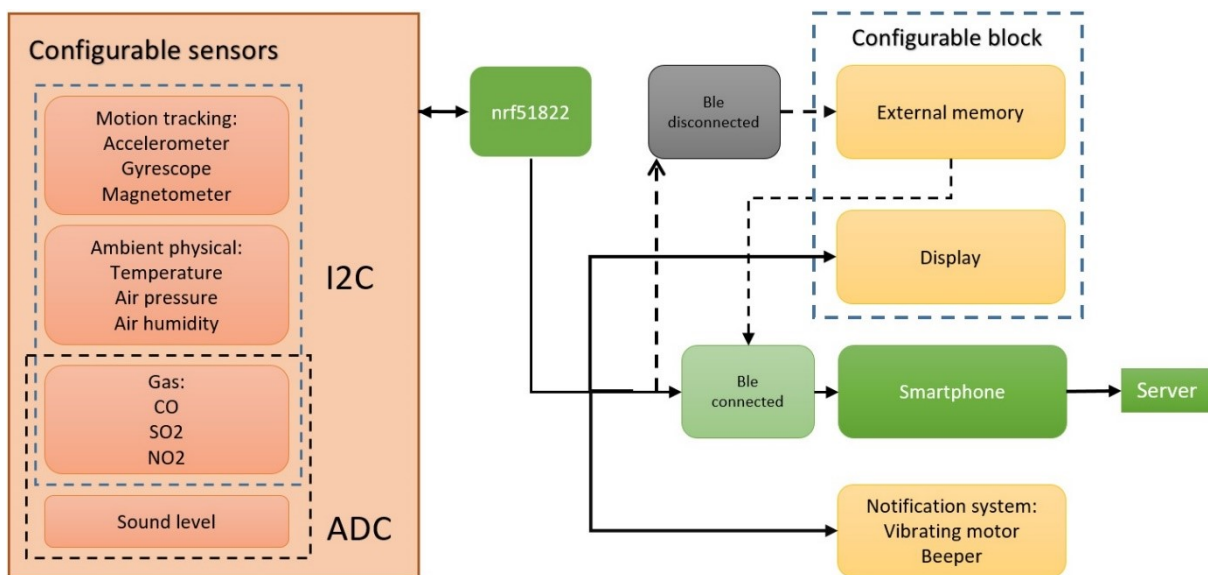 Configurable sensors
Motion tracking:
Accelerometer
Gyrescope
Magnetometer
Ambient physical:
Temperature
Air pressure
Air humidity
I2C
Gas:
CO
SO2
NO2
Sound level
ADC
nrf51822
Ble
disconnected
Configurable block
External memory
Display
Ble
connected
Smartphone
Server
Notification system:
Vibrating motor
Beeper